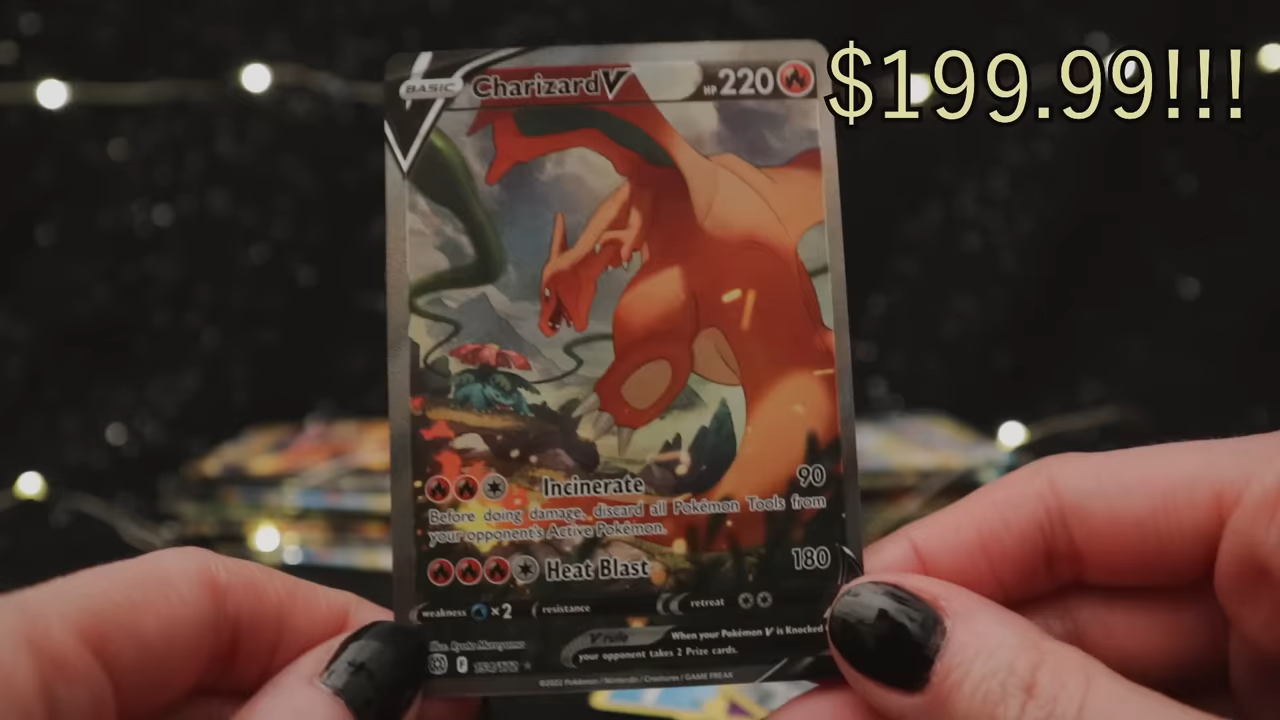 $199.99!!!
BASIC Charizard V HP 220
Incinerate 90
Before doing damage, discard all Pokémon Tools from
your opponent's Active Pokémon.
Heat Blast 180
weakness ×2 resistance retreat
V rule When your Pokémon V is Knocked
your opponent takes 2 Prize cards.
Illus. Ryota Murayama
F 154/172
©2022 Pokémon / Nintendo / Creatures / GAME FREAK